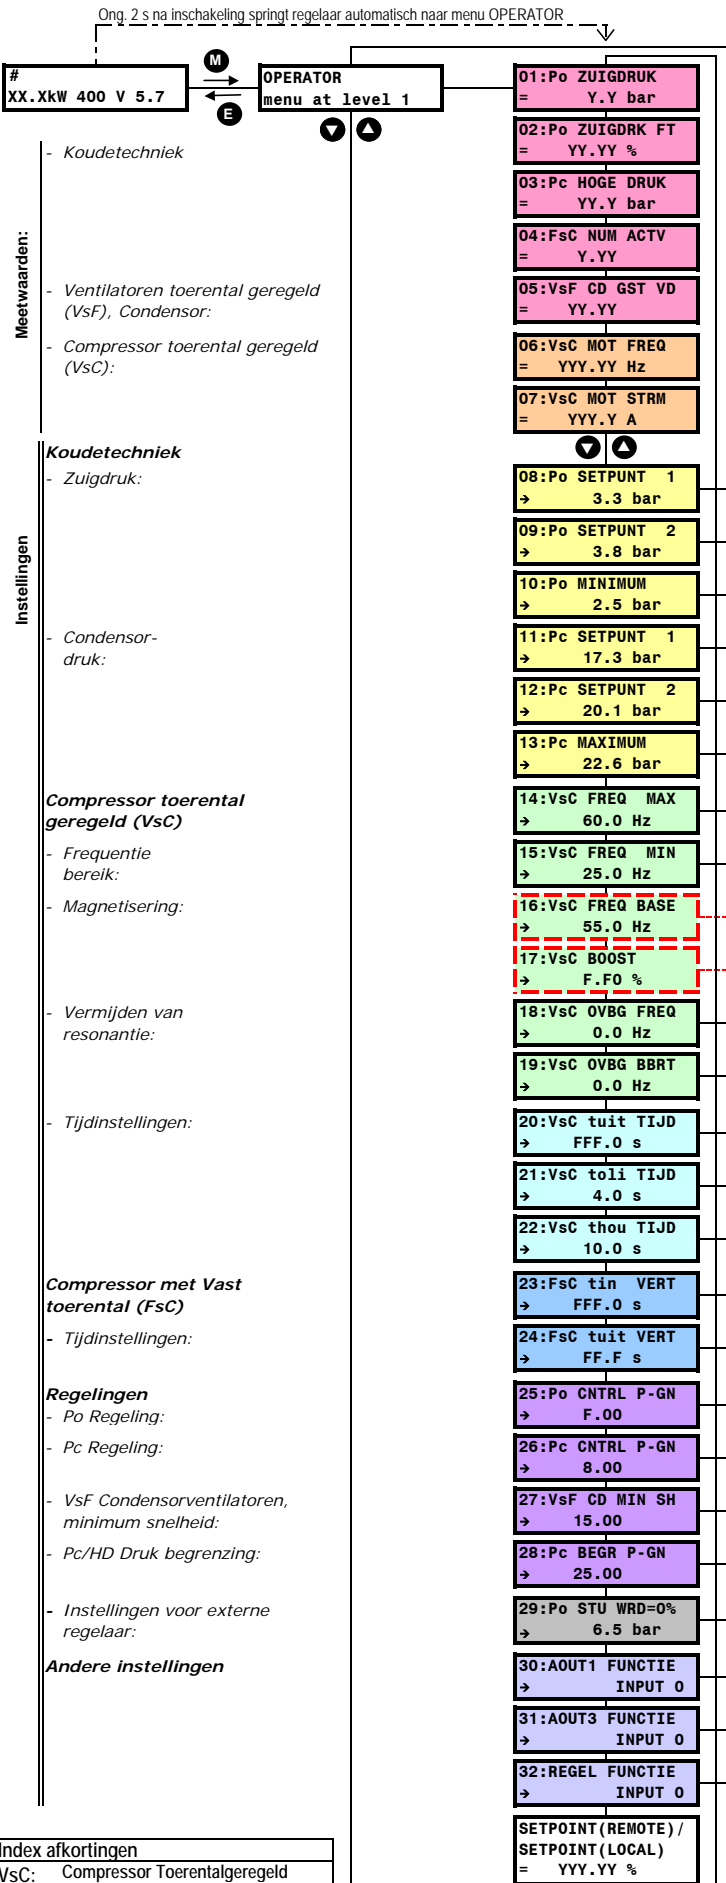 Ong. 2 s na inschakeling springt regelaar automatisch naar menu OPERATOR
#
XX.XkW 400 V 5.7
M
E
OPERATOR
menu at level 1
01:Po ZUIGDRUK
= Y.Y bar
02:Po ZUIGDRK FT
= YY.YY %
03:Pc HOGE DRUK
= YY.Y bar
04:FsC NUM ACTV
= Y.YY
05:VsF CD GST VD
= YY.YY
06:VsC MOT FREQ
= YYY.YY Hz
07:VsC MOT STRM
= YYY.Y A
Meetwaarden:
- Koudetechniek
- Ventilatoren toerental geregeld
(VsF), Condensor:
- Compressor toerental geregeld
(VsC):
Instellingen
Koudetechniek
- Zuigdruk:
08:Po SETPUNT 1
→ 3.3 bar
09:Po SETPUNT 2
→ 3.8 bar
10:Po MINIMUM
→ 2.5 bar
- Condensor-
druk:
11:Pc SETPUNT 1
→ 17.3 bar
12:Pc SETPUNT 2
→ 20.1 bar
13:Pc MAXIMUM
→ 22.6 bar
Compressor toerental
geregeld (VsC)
14:VsC FREQ MAX
→ 60.0 Hz
- Frequentie
bereik:
15:VsC FREQ MIN
→ 25.0 Hz
- Magnetisering:
16:VsC FREQ BASE
→ 55.0 Hz
17:VsC BOOST
→ F.F0 %
- Vermijden van
resonantie:
18:VsC OVBG FREQ
→ 0.0 Hz
19:VsC OVBG BBRT
→ 0.0 Hz
- Tijdinstellingen:
20:VsC tuit TIJD
→ FFF.0 s
21:VsC toli TIJD
→ 4.0 s
22:VsC thou TIJD
→ 10.0 s
Compressor met Vast
toerental (FsC)
23:FsC tin VERT
→ FFF.0 s
- Tijdinstellingen:
24:FsC tuit VERT
→ FF.F s
Regelingen
- Po Regeling:
25:Po CNTRL P-GN
→ F.00
- Pc Regeling:
26:Pc CNTRL P-GN
→ 8.00
- VsF Condensorventilatoren,
minimum snelheid:
27:VsF CD MIN SH
→ 15.00
- Pc/HD Druk begrenzing:
28:Pc BEGR P-GN
→ 25.00
- Instellingen voor externe
regelaar:
29:Po STU WRD=0%
→ 6.5 bar
Andere instellingen
30:AOUT1 FUNCTIE
→ INPUT 0
31:AOUT3 FUNCTIE
→ INPUT 0
32:REGEL FUNCTIE
→ INPUT 0
SETPOINT(REMOTE)/
SETPOINT(LOCAL)
= YYY.YY %
Index afkortingen
VsC: Compressor Toerentalgeregeld